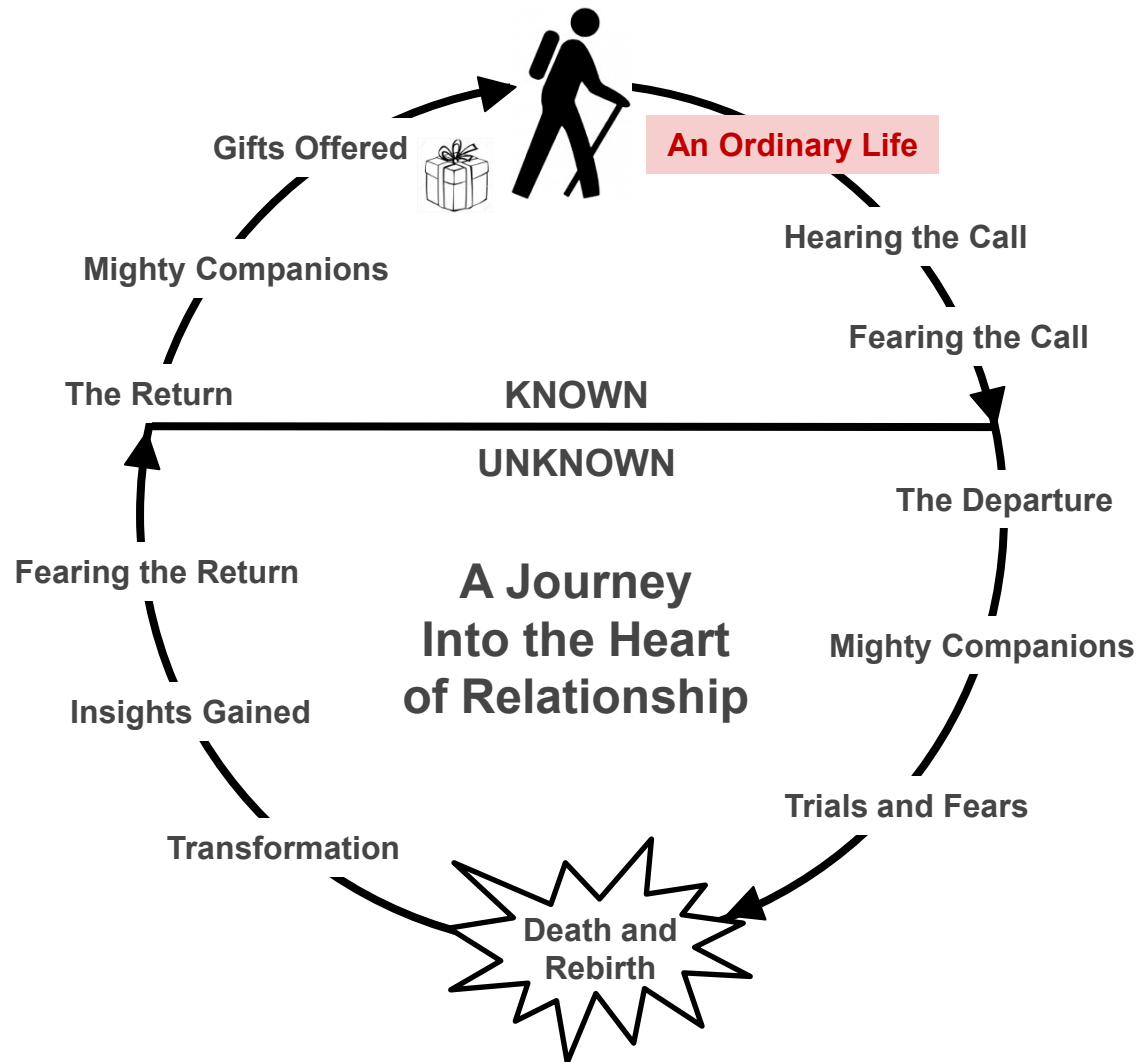 Gifts Offered
An Ordinary Life
Hearing the Call
Mighty Companions
Fearing the Call
The Return
KNOWN
UNKNOWN
The Departure
Fearing the Return
A Journey
Into the Heart
of Relationship
Mighty Companions
Insights Gained
Trials and Fears
Transformation
Death and
Rebirth